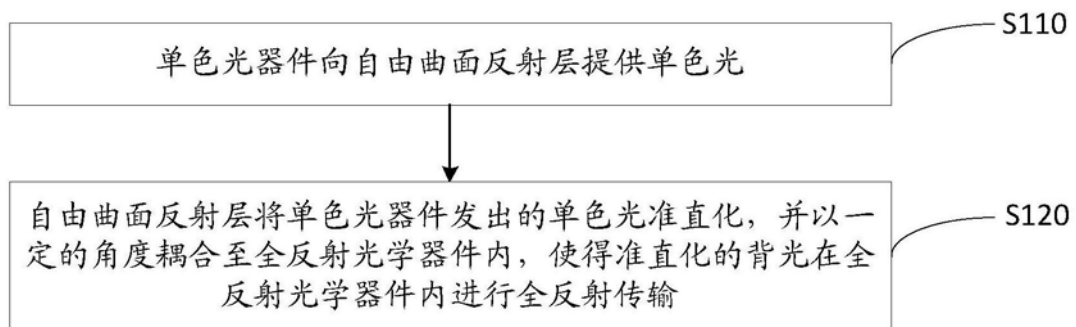 S110
单色光器件向自由曲面反射层提供单色光
自由曲面反射层将单色光器件发出的单色光准直化，并以一
定的角度耦合至全反射光学器件内，使得准直化的背光在全
反射光学器件内进行全反射传输
S120